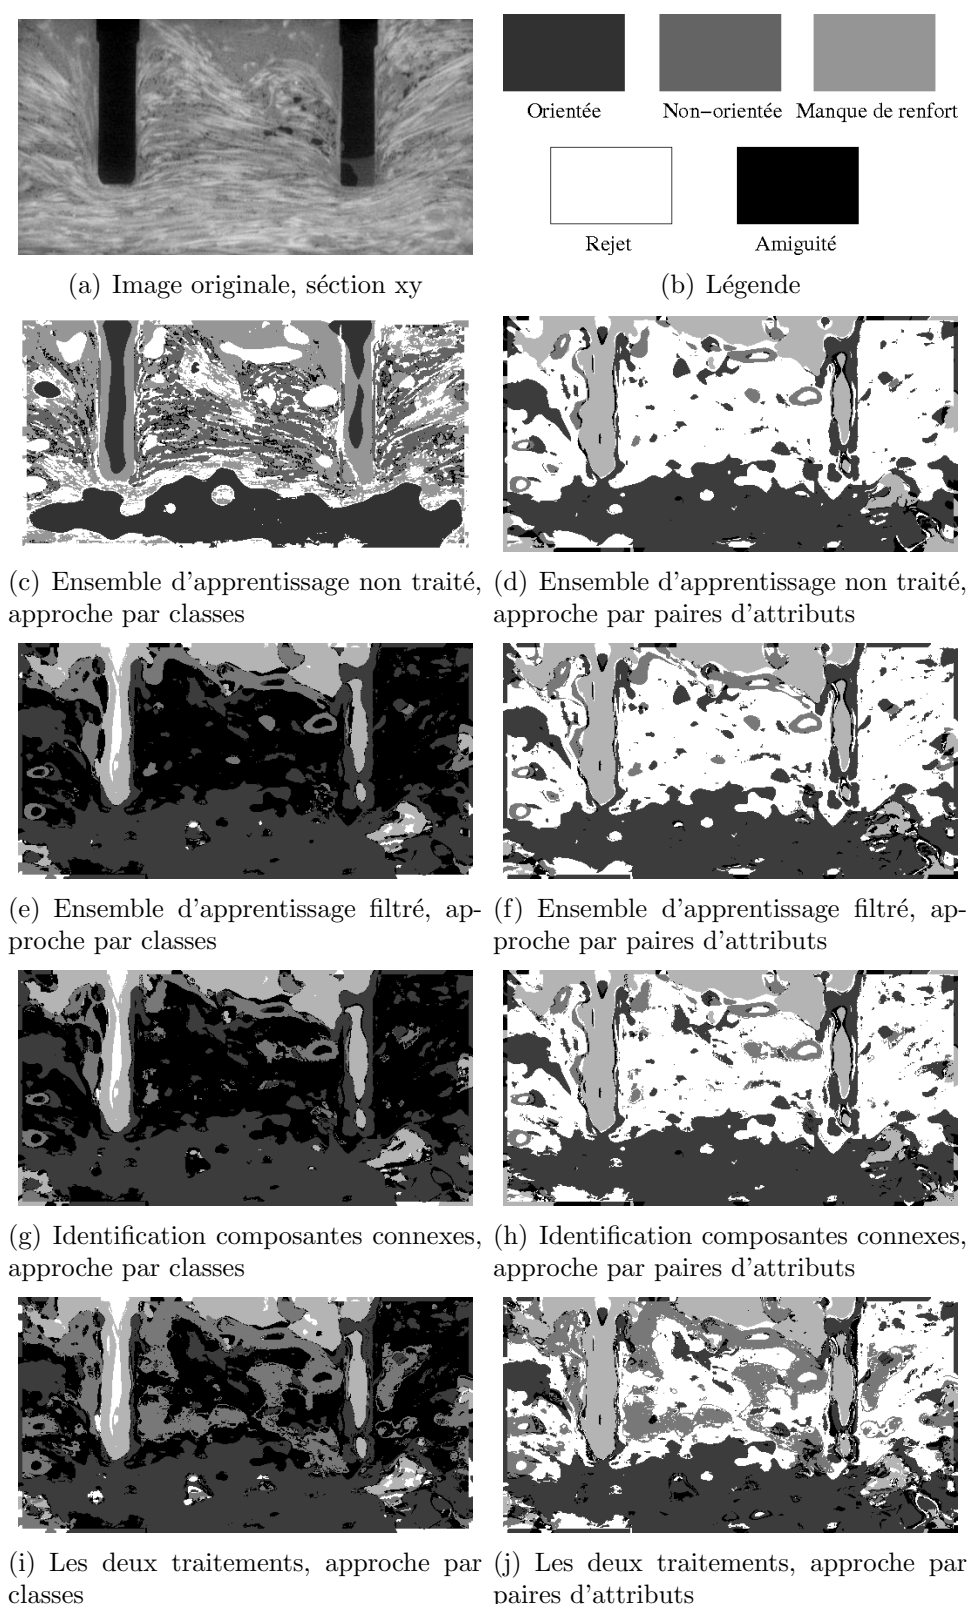 Orientée
Non-orientée
Manque de renfort
Rejet
Amiguité
(a) Image originale, séction xy
(b) Légende
(c) Ensemble d'apprentissage non traité,
approche par classes
(d) Ensemble d'apprentissage non traité,
approche par paires d'attributs
(e) Ensemble d'apprentissage filtré, ap-
proche par classes
(f) Ensemble d'apprentissage filtré, ap-
proche par paires d'attributs
(g) Identification composantes connexes,
approche par classes
(h) Identification composantes connexes,
approche par paires d'attributs
(i) Les deux traitements, approche par
classes
(j) Les deux traitements, approche par
paires d'attributs